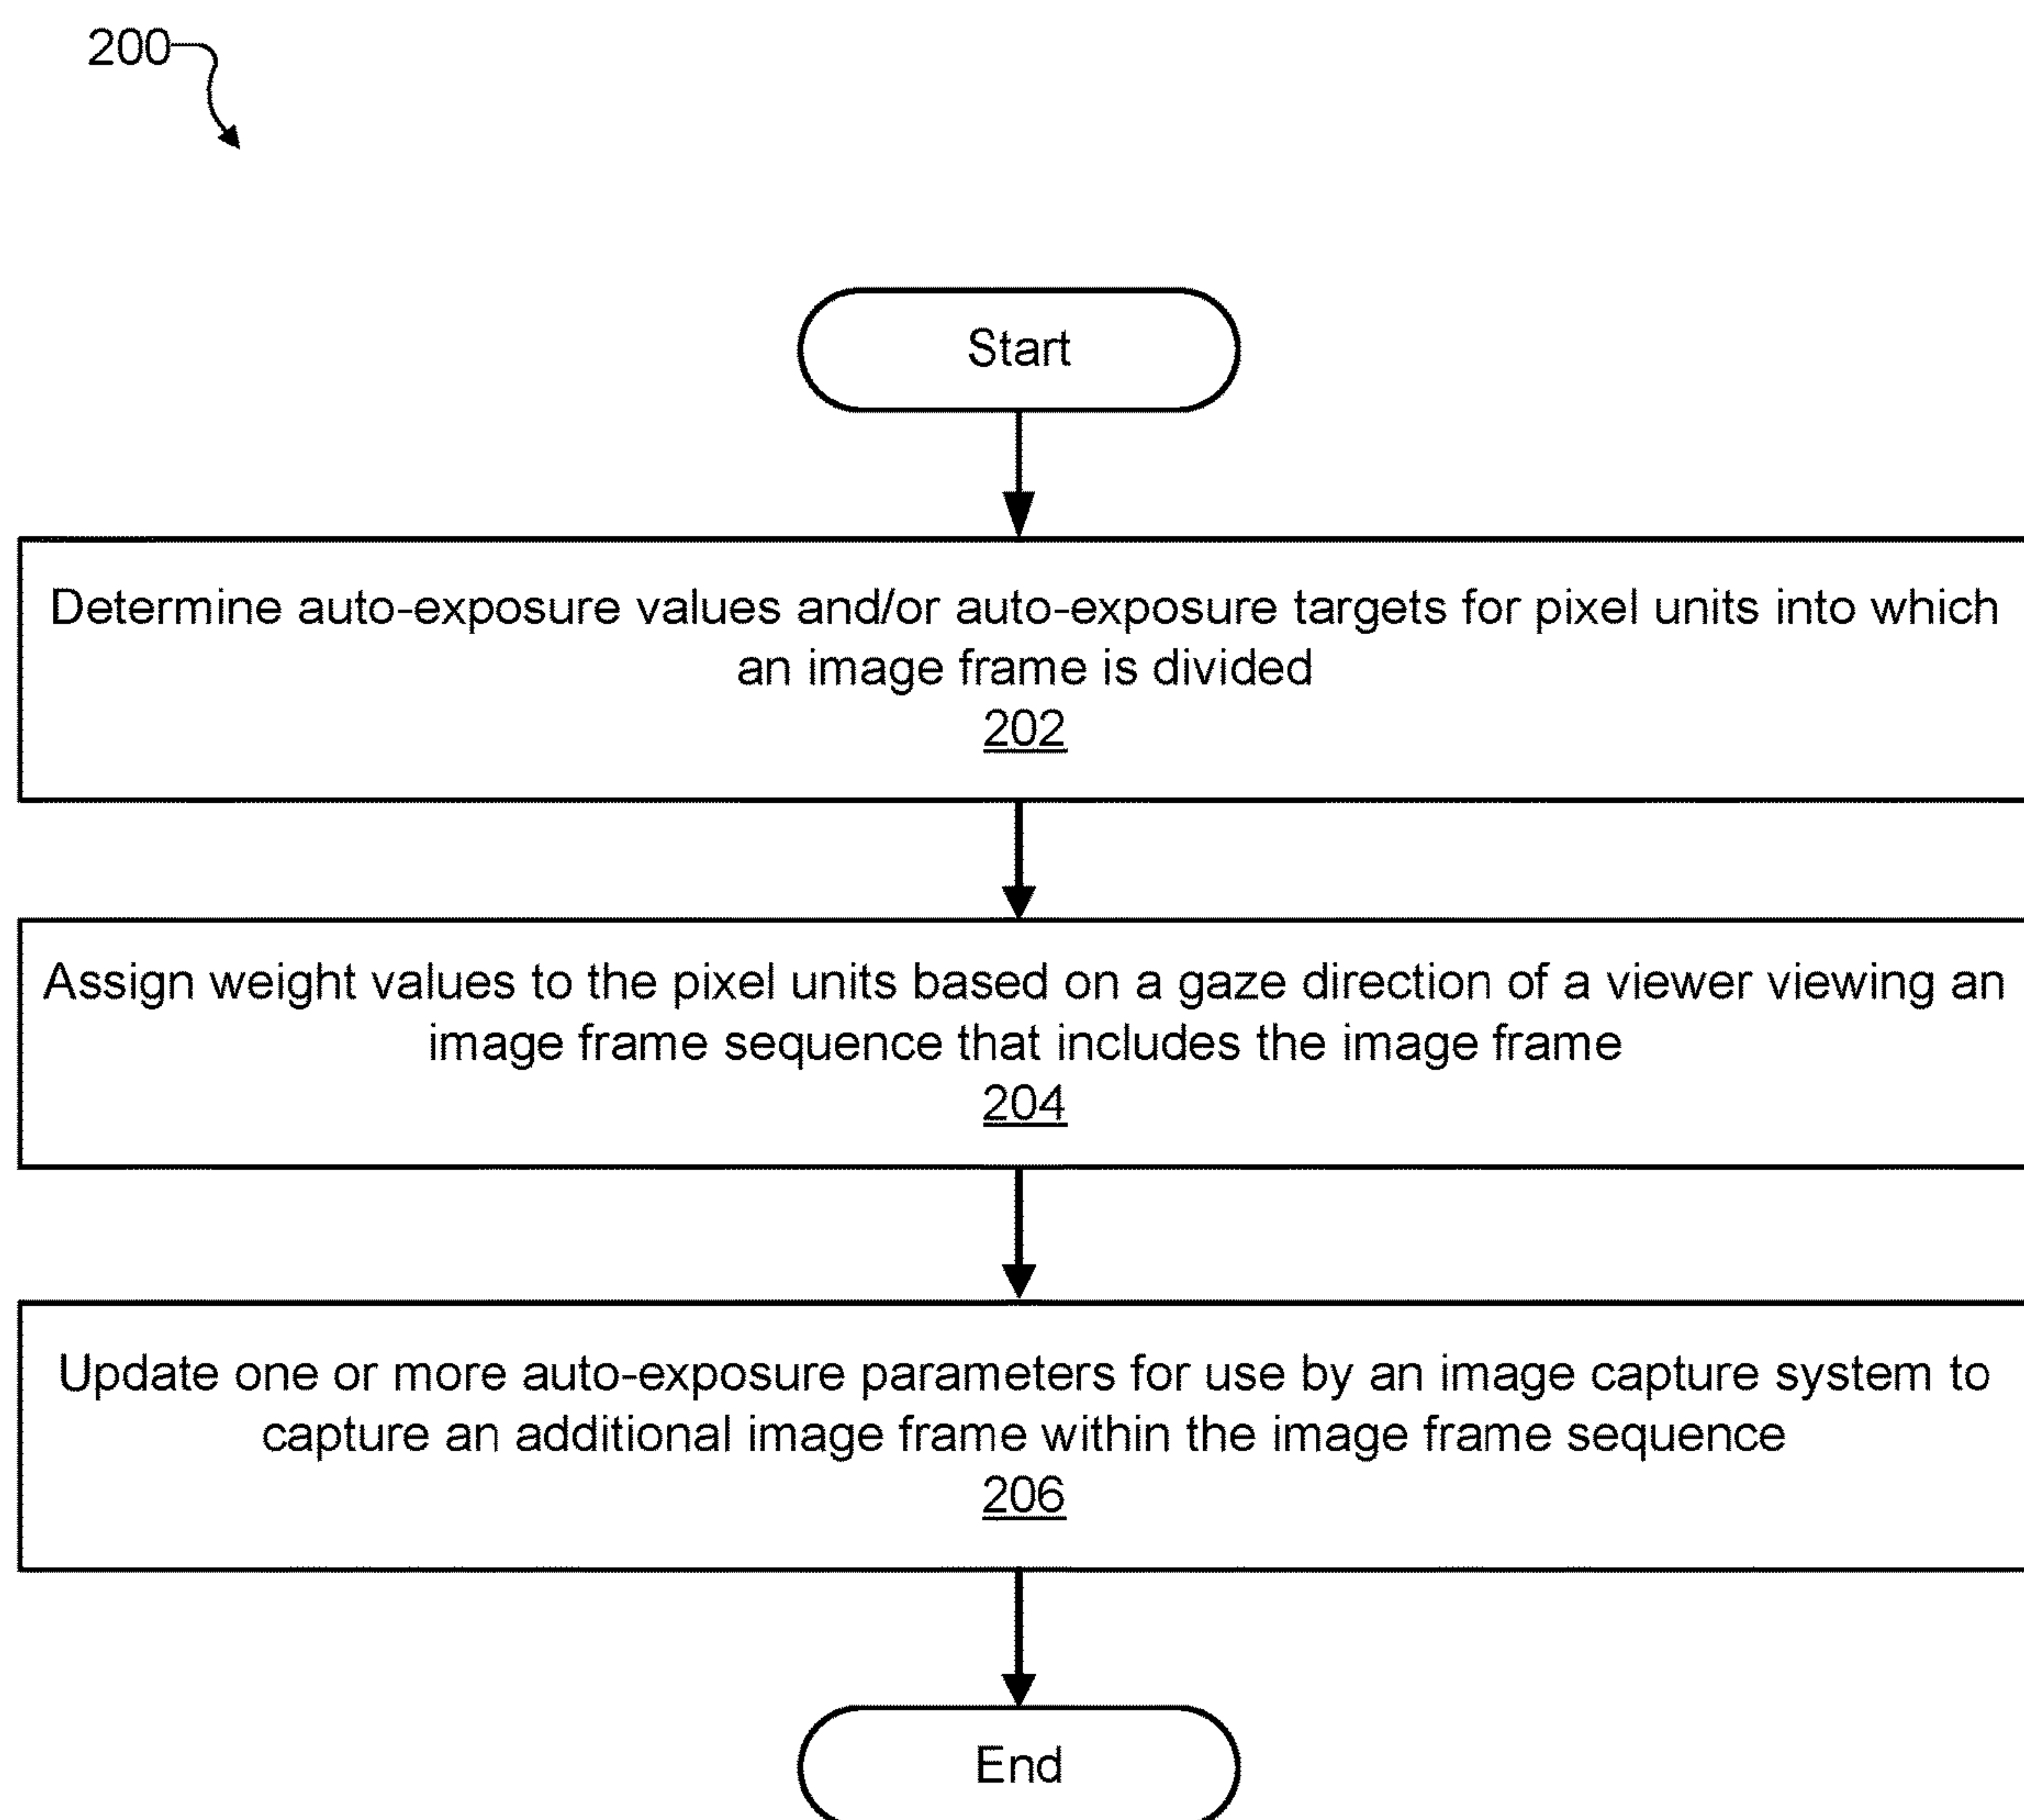 200
Start
Determine auto-exposure values and/or auto-exposure targets for pixel units into which
an image frame is divided
202
Assign weight values to the pixel units based on a gaze direction of a viewer viewing an
image frame sequence that includes the image frame
204
Update one or more auto-exposure parameters for use by an image capture system to
capture an additional image frame within the image frame sequence
206
End